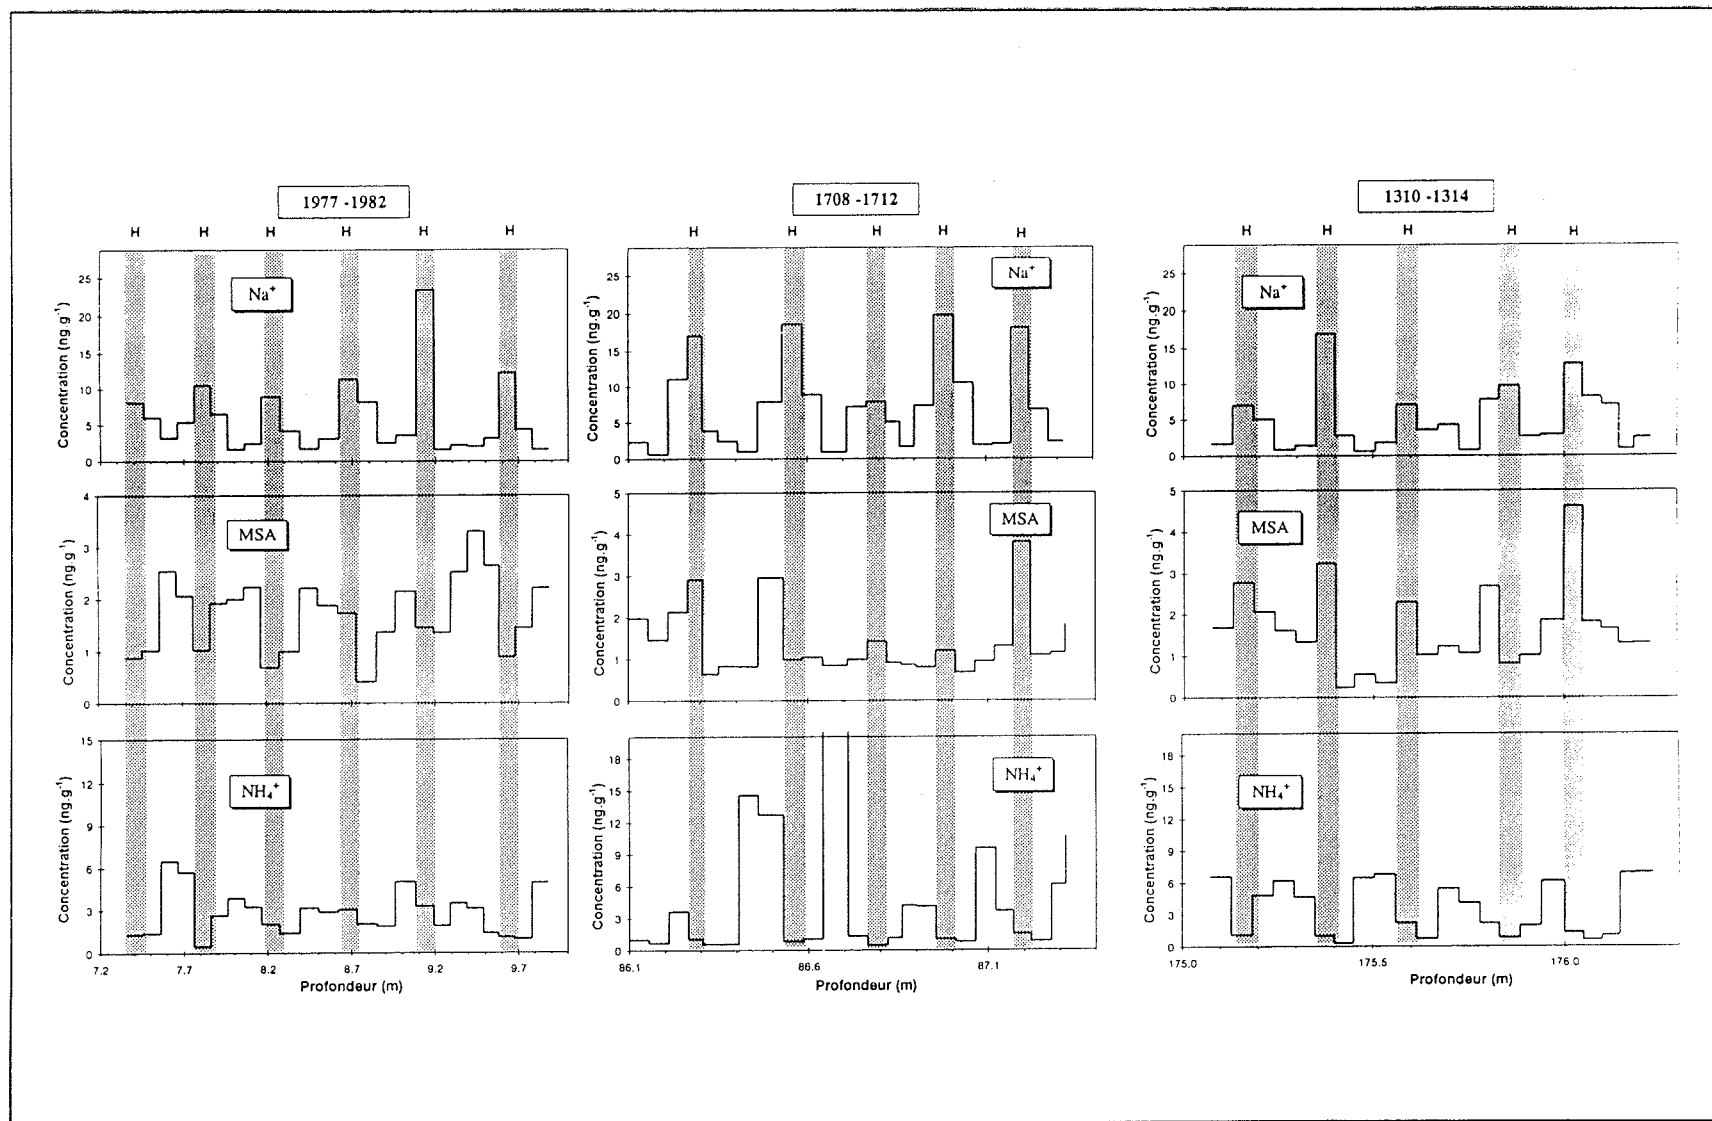 1977 -1982
1708 -1712
1310 -1314
H H H H H H
H H H H H
H H H H H
Concentration (ng.g⁻¹)
25
20
15
10
5
0
Na⁺
Concentration (ng.g⁻¹)
25
20
15
10
5
0
Na⁺
Concentration (ng.g⁻¹)
25
20
15
10
5
0
Na⁺
Concentration (ng.g⁻¹)
4
3
2
1
0
MSA
Concentration (ng.g⁻¹)
5
4
3
2
1
0
MSA
Concentration (ng.g⁻¹)
5
4
3
2
1
0
MSA
Concentration (ng.g⁻¹)
15
12
9
6
3
0
NH₄⁺
7.2 7.7 8.2 8.7 9.2 9.7
Profondeur (m)
Concentration (ng.g⁻¹)
18
15
12
9
6
3
0
NH₄⁺
86.1 86.6 87.1
Profondeur (m)
Concentration (ng.g⁻¹)
18
15
12
9
6
3
0
NH₄⁺
175.0 175.5 176.0
Profondeur (m)